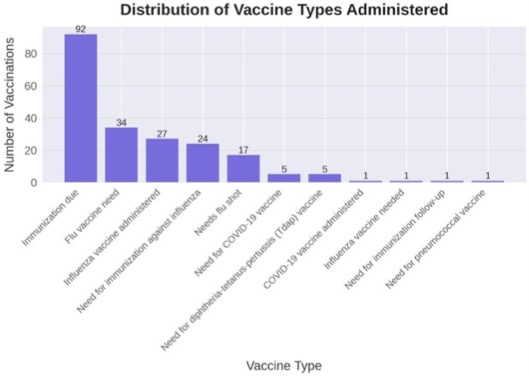 Distribution of Vaccine Types Administered
Number of Vaccinations
80
60
40
20
0
92
34
27
24
17
5
5
1
1
1
1
Immunization due
Flu vaccine need
Influenza vaccine administered
Need for immunization against influenza
Needs flu shot
Need for COVID-19 vaccine
Need for diphtheria-tetanus-pertussis (Tdap) vaccine
COVID-19 vaccine administered
Influenza vaccine needed
Need for immunization follow-up
Need for pneumococcal vaccine
Vaccine Type